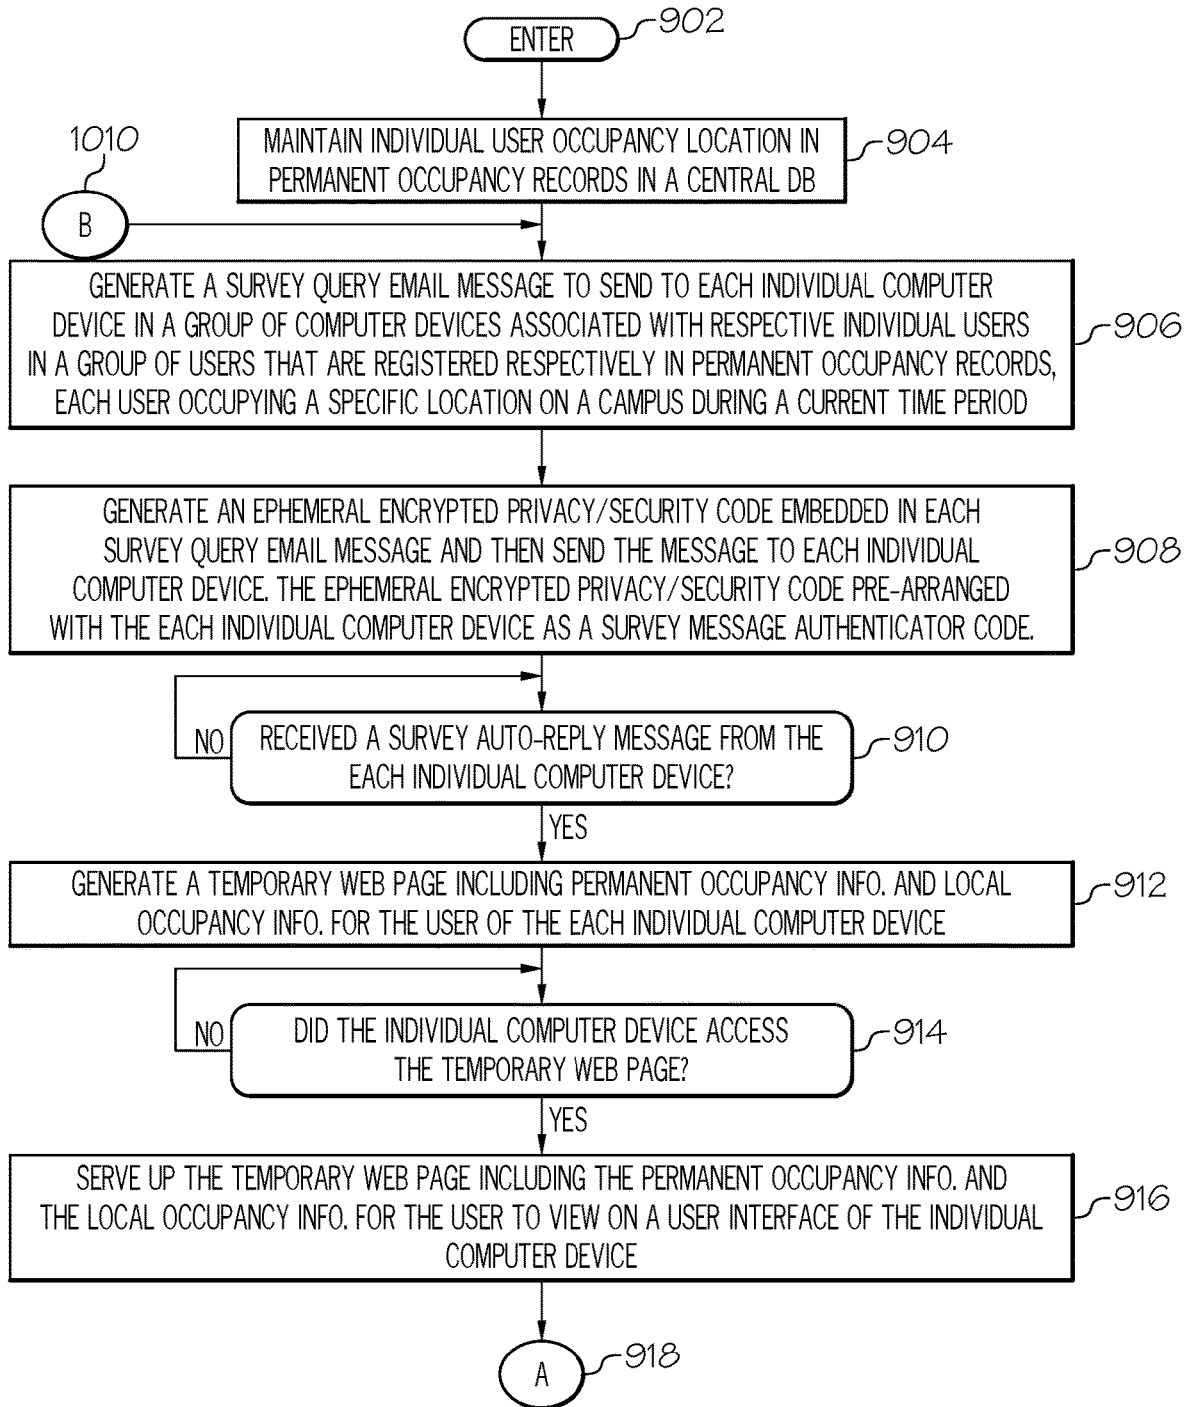 ENTER
902
MAINTAIN INDIVIDUAL USER OCCUPANCY LOCATION IN
PERMANENT OCCUPANCY RECORDS IN A CENTRAL DB
904
1010
B
GENERATE A SURVEY QUERY EMAIL MESSAGE TO SEND TO EACH INDIVIDUAL COMPUTER
DEVICE IN A GROUP OF COMPUTER DEVICES ASSOCIATED WITH RESPECTIVE INDIVIDUAL USERS
IN A GROUP OF USERS THAT ARE REGISTERED RESPECTIVELY IN PERMANENT OCCUPANCY RECORDS,
EACH USER OCCUPYING A SPECIFIC LOCATION ON A CAMPUS DURING A CURRENT TIME PERIOD
906
GENERATE AN EPHEMERAL ENCRYPTED PRIVACY/SECURITY CODE EMBEDDED IN EACH
SURVEY QUERY EMAIL MESSAGE AND THEN SEND THE MESSAGE TO EACH INDIVIDUAL
COMPUTER DEVICE. THE EPHEMERAL ENCRYPTED PRIVACY/SECURITY CODE PRE-ARRANGED
WITH THE EACH INDIVIDUAL COMPUTER DEVICE AS A SURVEY MESSAGE AUTHENTICATOR CODE.
908
NO
RECEIVED A SURVEY AUTO-REPLY MESSAGE FROM THE
EACH INDIVIDUAL COMPUTER DEVICE?
910
YES
GENERATE A TEMPORARY WEB PAGE INCLUDING PERMANENT OCCUPANCY INFO. AND LOCAL
OCCUPANCY INFO. FOR THE USER OF THE EACH INDIVIDUAL COMPUTER DEVICE
912
NO
DID THE INDIVIDUAL COMPUTER DEVICE ACCESS
THE TEMPORARY WEB PAGE?
914
YES
SERVE UP THE TEMPORARY WEB PAGE INCLUDING THE PERMANENT OCCUPANCY INFO. AND
THE LOCAL OCCUPANCY INFO. FOR THE USER TO VIEW ON A USER INTERFACE OF THE INDIVIDUAL
COMPUTER DEVICE
916
A
918